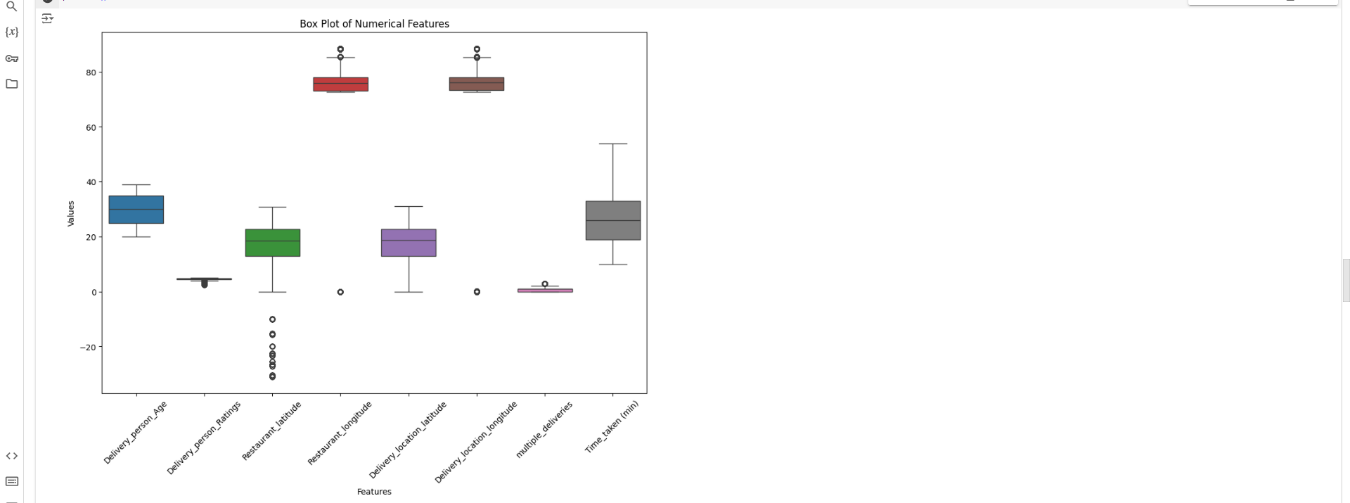 {x}
Box Plot of Numerical Features
80
60
40
20
0
−20
Values
Delivery_person_Age
Delivery_person_Ratings
Restaurant_latitude
Restaurant_longitude
Delivery_location_latitude
Delivery_location_longitude
multiple_deliveries
Time_taken (min)
Features
<>